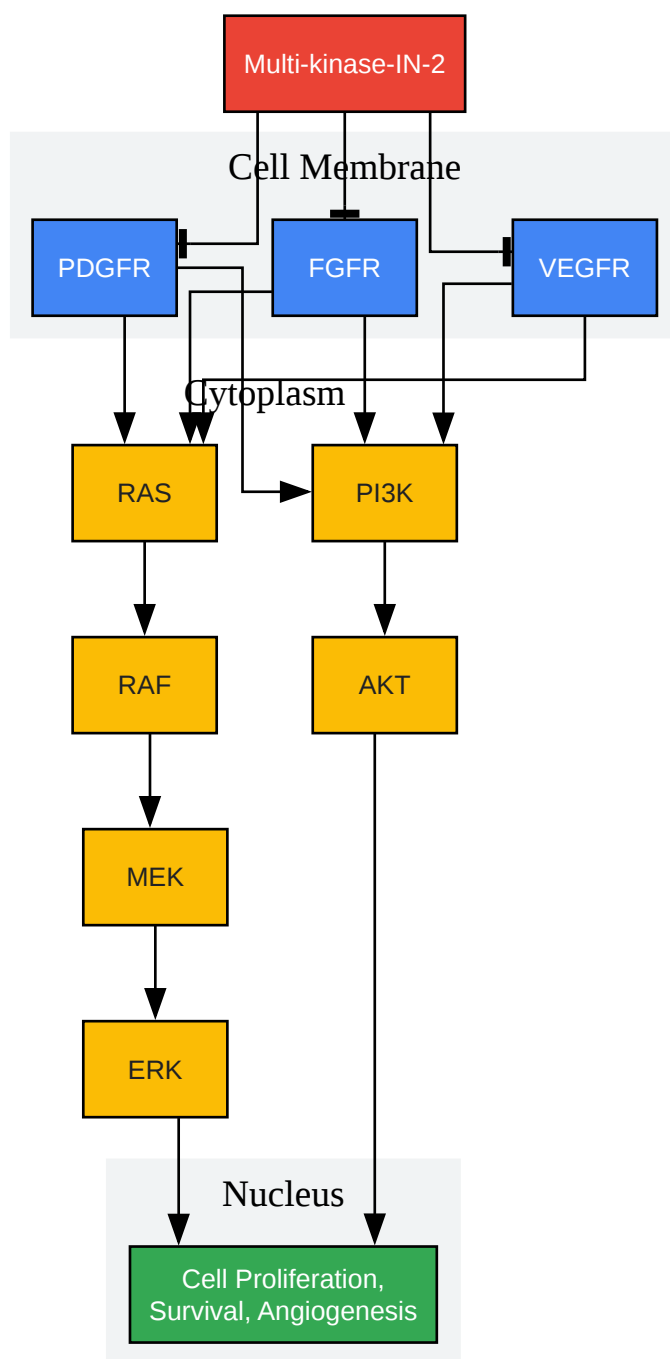 Multi-kinase-IN-2
Cell Membrane
PDGFR
FGFR
VEGFR
Cytoplasm
RAS
PI3K
RAF
AKT
MEK
ERK
Nucleus
Cell Proliferation,
Survival, Angiogenesis